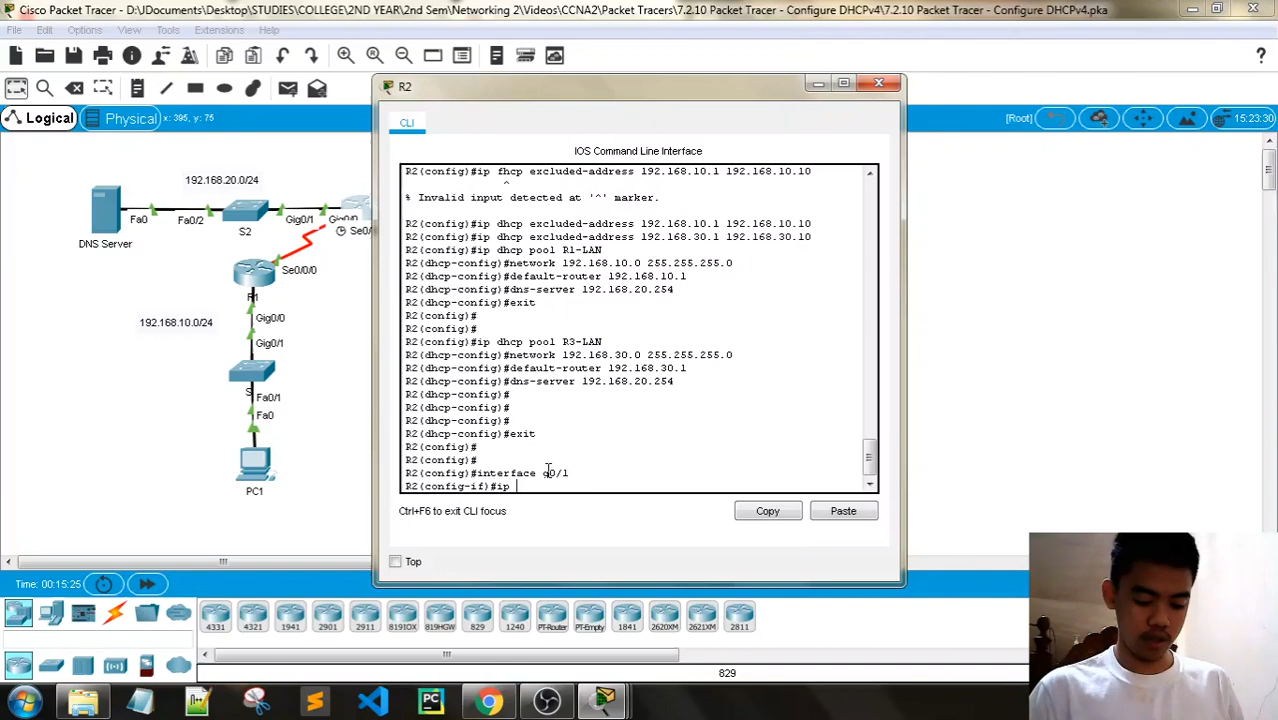 Cisco Packet Tracer - D:\JDocuments\Desktop\STUDIES\COLLEGE\2ND YEAR\2nd Sem\Networking 2\Videos\CCNA2\Packet Tracers\7.2.10 Packet Tracer - Configure DHCPv4\7.2.10 Packet Tracer - Configure DHCPv4.pka
File Edit Options View Tools Extensions Help
Logical Physical x: 395, y: 75 [Root] 15:23:30
R2
CLI
IOS Command Line Interface
R2(config)#ip fhcp excluded-address 192.168.10.1 192.168.10.10
^
% Invalid input detected at '^' marker.
R2(config)#ip dhcp excluded-address 192.168.10.1 192.168.10.10
R2(config)#ip dhcp excluded-address 192.168.30.1 192.168.30.10
R2(config)#ip dhcp pool R1-LAN
R2(dhcp-config)#network 192.168.10.0 255.255.255.0
R2(dhcp-config)#default-router 192.168.10.1
R2(dhcp-config)#dns-server 192.168.20.254
R2(dhcp-config)#exit
R2(config)#
R2(config)#
R2(config)#ip dhcp pool R3-LAN
R2(dhcp-config)#network 192.168.30.0 255.255.255.0
R2(dhcp-config)#default-router 192.168.30.1
R2(dhcp-config)#dns-server 192.168.20.254
R2(dhcp-config)#
R2(dhcp-config)#
R2(dhcp-config)#
R2(dhcp-config)#exit
R2(config)#
R2(config)#
R2(config)#interface g0/1
R2(config-if)#ip
Ctrl+F6 to exit CLI focus
Copy Paste
Top
192.168.20.0/24
Fa0 Fa0/2 Gig0/1 Gig0/0
DNS Server S2
Se0/0/0
R1
192.168.10.0/24
Gig0/0
Gig0/1
Fa0/1
Fa0
PC1
Time: 00:15:25
4331 4321 1941 2901 2911 819IOX 819HGW 829 1240 PT-Router PT-Empty 1841 2620XM 2621XM 2811
829